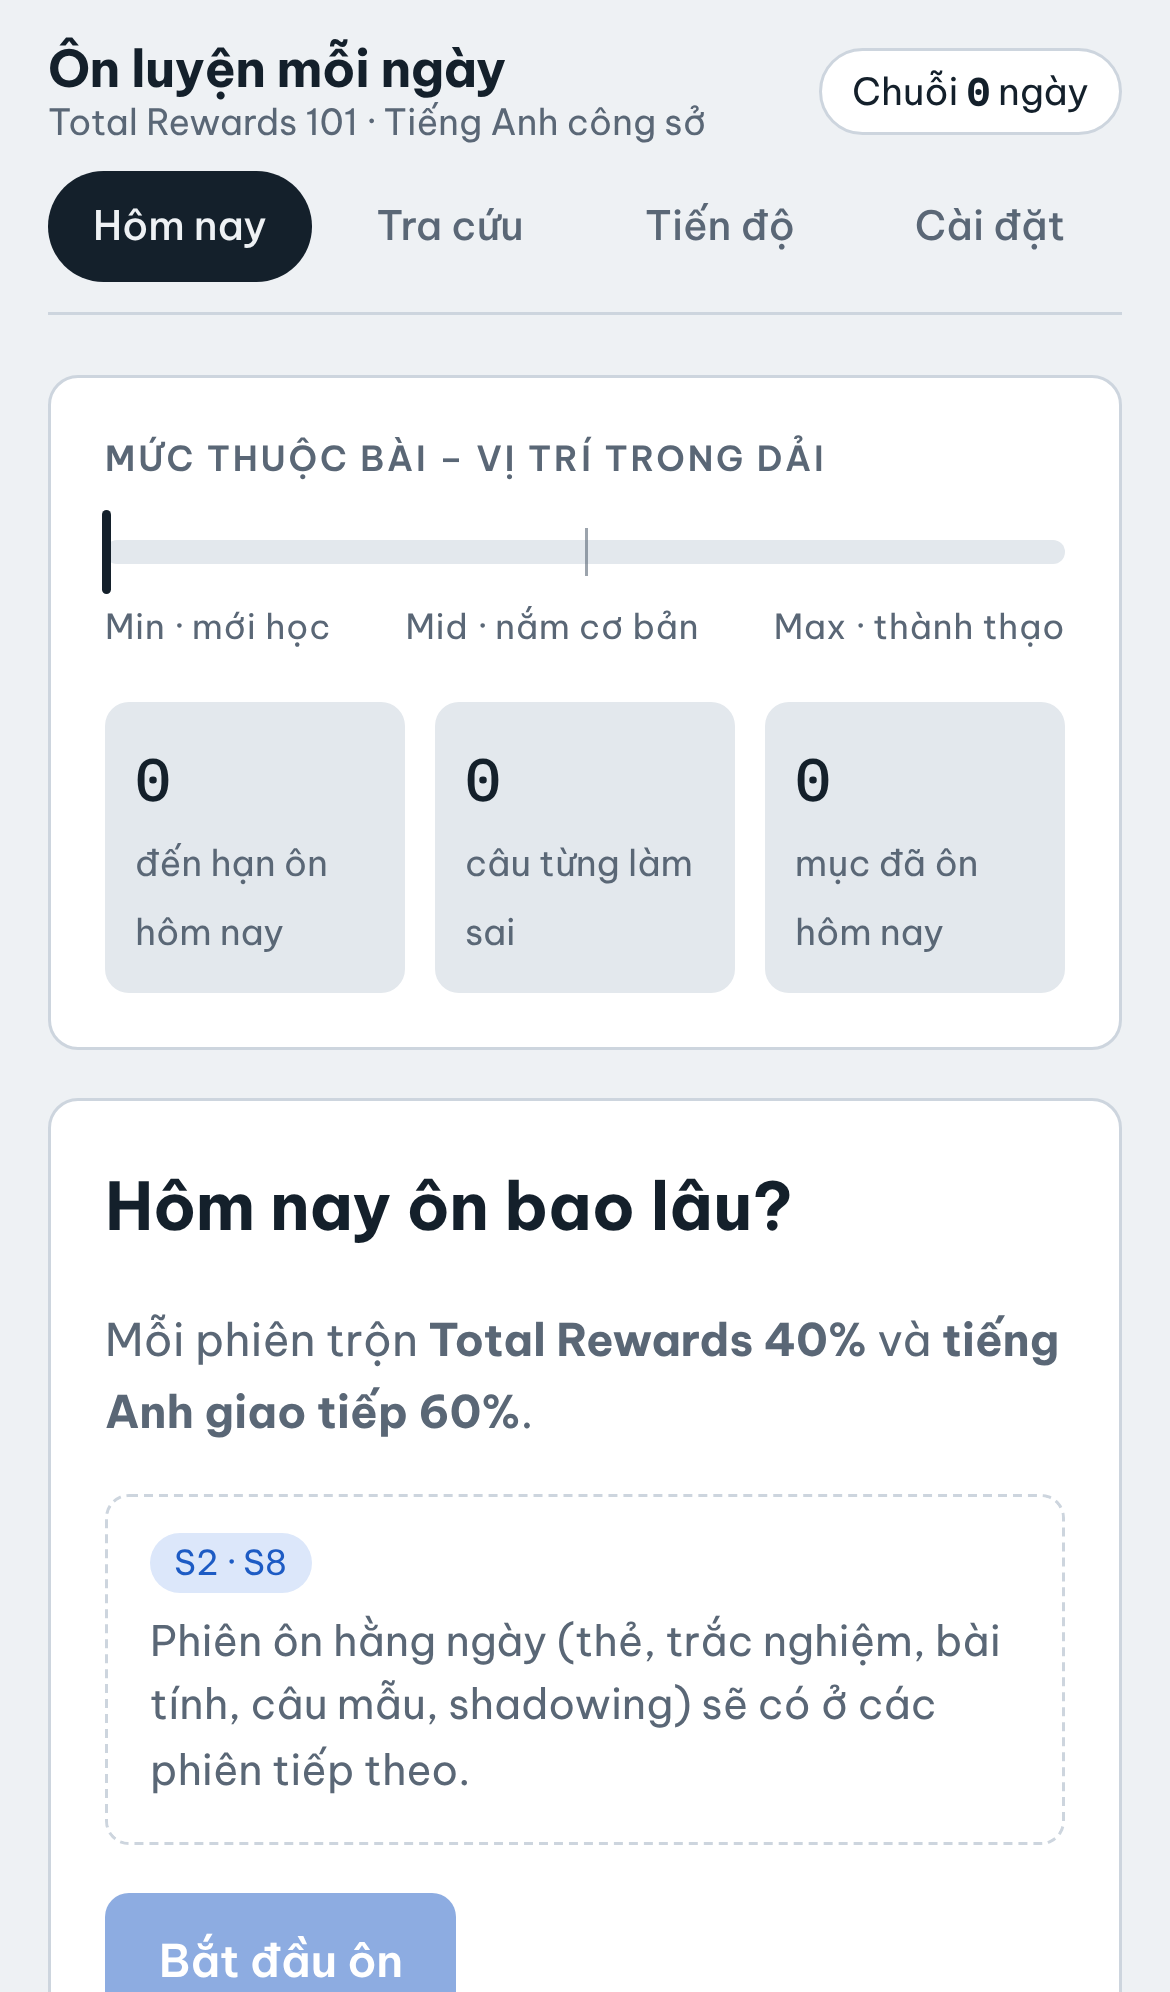 Ôn luyện mỗi ngày
Total Rewards 101 · Tiếng Anh công sở
Chuỗi 0 ngày
Hôm nay
Tra cứu
Tiến độ
Cài đặt
MỨC THUỘC BÀI – VỊ TRÍ TRONG DẢI
Min · mới học
Mid · nắm cơ bản
Max · thành thạo
0
đến hạn ôn
hôm nay
0
câu từng làm
sai
0
mục đã ôn
hôm nay
Hôm nay ôn bao lâu?
Mỗi phiên trộn Total Rewards 40% và tiếng
Anh giao tiếp 60%.
S2 · S8
Phiên ôn hằng ngày (thẻ, trắc nghiệm, bài
tính, câu mẫu, shadowing) sẽ có ở các
phiên tiếp theo.
Bắt đầu ôn